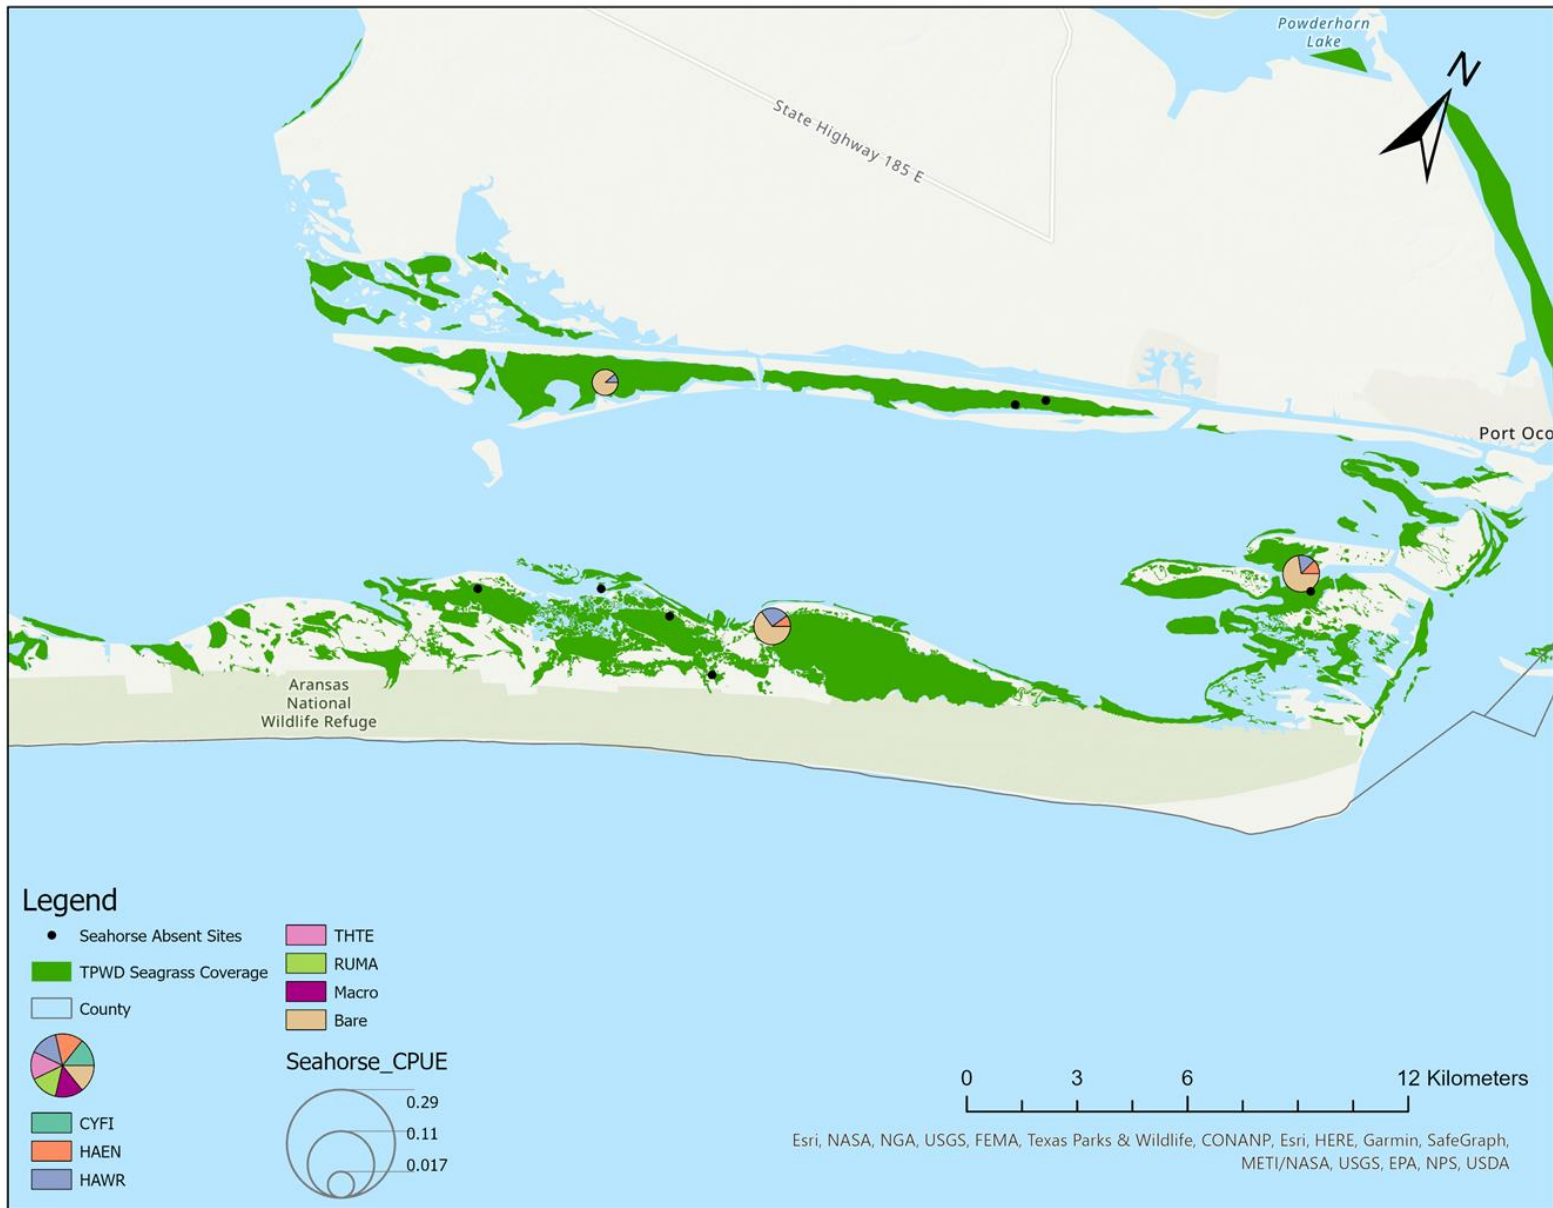 Powderhorn
Lake
N
State Highway 185 E
Port Oco
Aransas
National
Wildlife Refuge
Legend
Seahorse Absent Sites
TPWD Seagrass Coverage
County
CYFI
HAEN
HAWR
THTE
RUMA
Macro
Bare
Seahorse_CPUE
0.29
0.11
0.017
0 3 6 12 Kilometers
Esri, NASA, NGA, USGS, FEMA, Texas Parks & Wildlife, CONANP, Esri, HERE, Garmin, SafeGraph,
METI/NASA, USGS, EPA, NPS, USDA